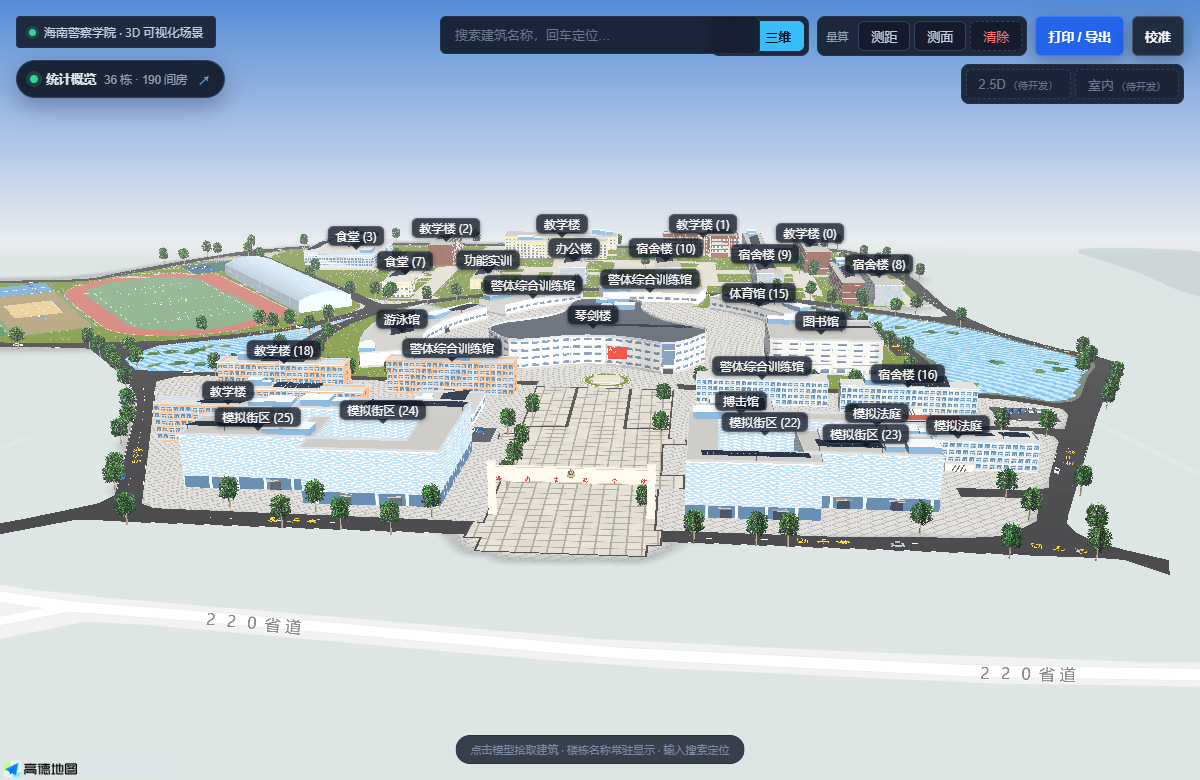 海南警察学院 · 3D 可视化场景
搜索建筑名称，回车定位...
三维
量算
测距
测面
清除
打印 / 导出
校准
统计概览 36 栋 · 190 间房 ↗
2.5D（待开发）
室内（待开发）
教学楼
教学楼 (1)
教学楼 (2)
教学楼 (0)
食堂 (3)
办公楼
宿舍楼 (10)
宿舍楼 (9)
食堂 (7)
功能实训
宿舍楼 (8)
警体综合训练馆
警体综合训练馆
体育馆 (15)
游泳馆
琴剑楼
图书馆
教学楼 (18)
警体综合训练馆
警体综合训练馆
宿舍楼 (16)
教学楼
搏击馆
模拟街区 (25)
模拟街区 (24)
模拟街区 (22)
模拟法庭
模拟街区 (23)
模拟法庭
220省道
220省道
点击模型拾取建筑 · 楼栋名称常驻显示 · 输入搜索定位
高德地图